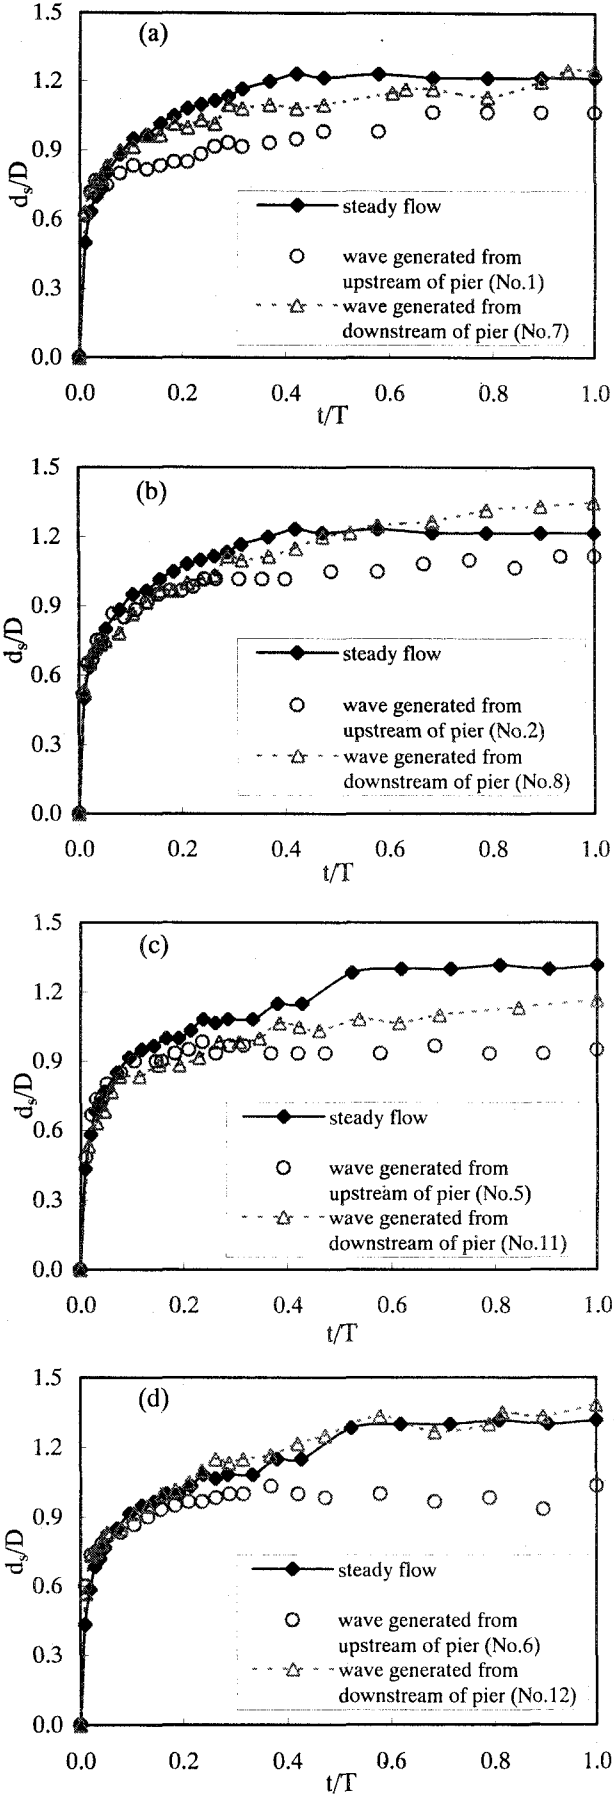 (a)
1.5
1.2
0.9
0.6
0.3
0.0
ds/D
steady flow
wave generated from
upstream of pier (No.1)
wave generated from
downstream of pier (No.7)
0.0 0.2 0.4 0.6 0.8 1.0
t/T
(b)
1.5
1.2
0.9
0.6
0.3
0.0
ds/D
steady flow
wave generated from
upstream of pier (No.2)
wave generated from
downstream of pier (No.8)
0.0 0.2 0.4 0.6 0.8 1.0
t/T
(c)
1.5
1.2
0.9
0.6
0.3
0.0
ds/D
steady flow
wave generated from
upstream of pier (No.5)
wave generated from
downstream of pier (No.11)
0.0 0.2 0.4 0.6 0.8 1.0
t/T
(d)
1.5
1.2
0.9
0.6
0.3
0.0
ds/D
steady flow
wave generated from
upstream of pier (No.6)
wave generated from
downstream of pier (No.12)
0.0 0.2 0.4 0.6 0.8 1.0
t/T